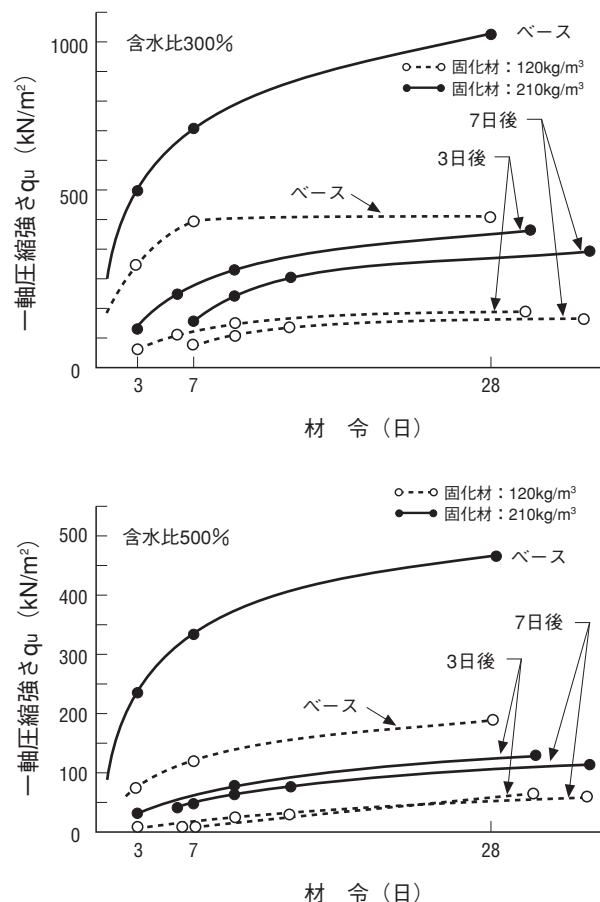 1000
含水比300%
ベース
固化材：120kg/m³
固化材：210kg/m³
7日後
3日後
500
ベース
一軸圧縮強さqu（kN/m²）
0
3
7
28
材 令（日）
固化材：120kg/m³
固化材：210kg/m³
500
含水比500%
ベース
400
7日後
300
3日後
ベース
200
100
一軸圧縮強さqu（kN/m²）
0
3
7
28
材 令（日）